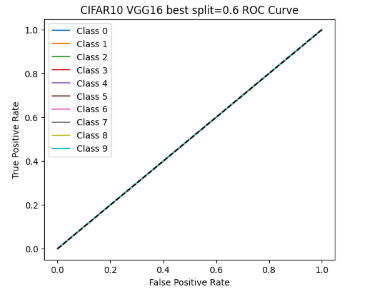 CIFAR10 VGG16 best split=0.6 ROC Curve
True Positive Rate
1.0
0.8
0.6
0.4
0.2
0.0
Class 0
Class 1
Class 2
Class 3
Class 4
Class 5
Class 6
Class 7
Class 8
Class 9
0.0 0.2 0.4 0.6 0.8 1.0
False Positive Rate